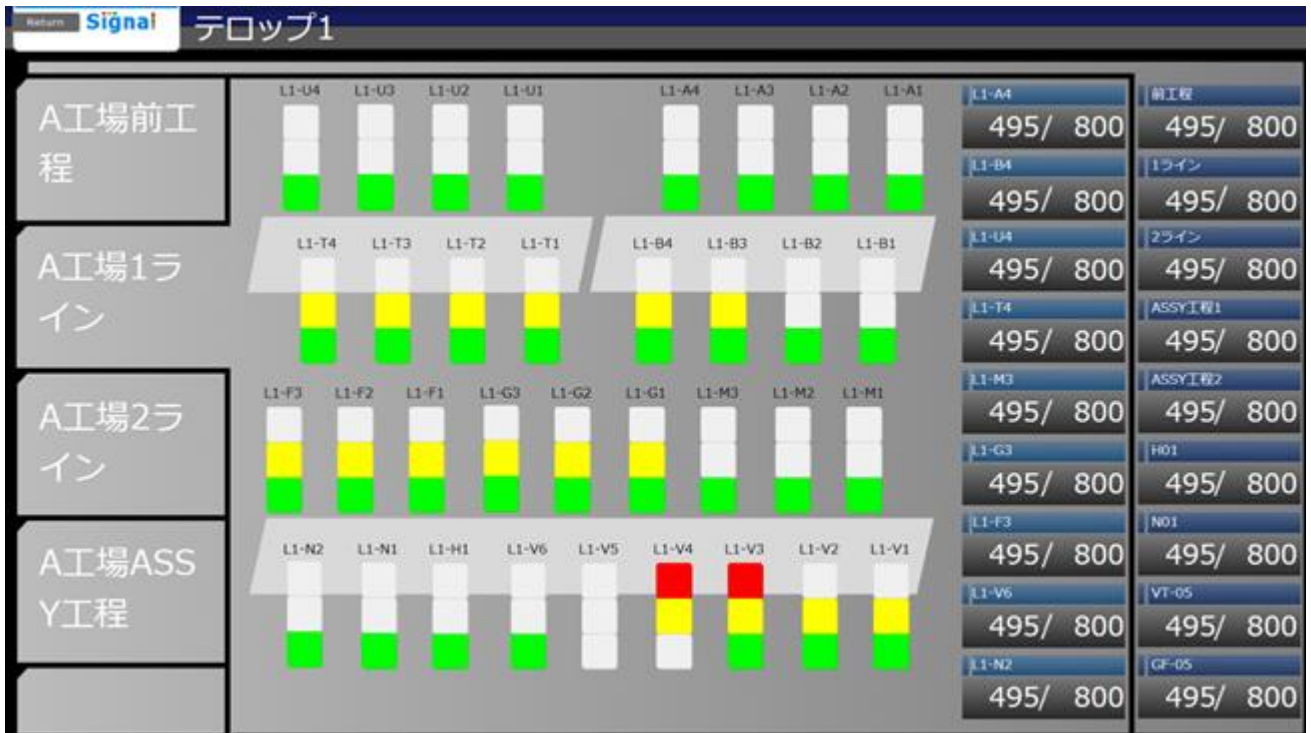 Return Signal テロップ1
A工場前工
程
A工場1ラ
イン
A工場2ラ
イン
A工場ASS
Y工程
L1-U4 L1-U3 L1-U2 L1-U1 L1-A4 L1-A3 L1-A2 L1-A1
L1-T4 L1-T3 L1-T2 L1-T1 L1-B4 L1-B3 L1-B2 L1-B1
L1-F3 L1-F2 L1-F1 L1-G3 L1-G2 L1-G1 L1-M3 L1-M2 L1-M1
L1-N2 L1-N1 L1-H1 L1-V6 L1-V5 L1-V4 L1-V3 L1-V2 L1-V1
L1-A4
495/ 800
L1-B4
495/ 800
L1-U4
495/ 800
L1-T4
495/ 800
L1-M3
495/ 800
L1-G3
495/ 800
L1-F3
495/ 800
L1-V6
495/ 800
L1-N2
495/ 800
前工程
495/ 800
1ライン
495/ 800
2ライン
495/ 800
ASSY工程1
495/ 800
ASSY工程2
495/ 800
H01
495/ 800
N01
495/ 800
VT-05
495/ 800
GF-05
495/ 800